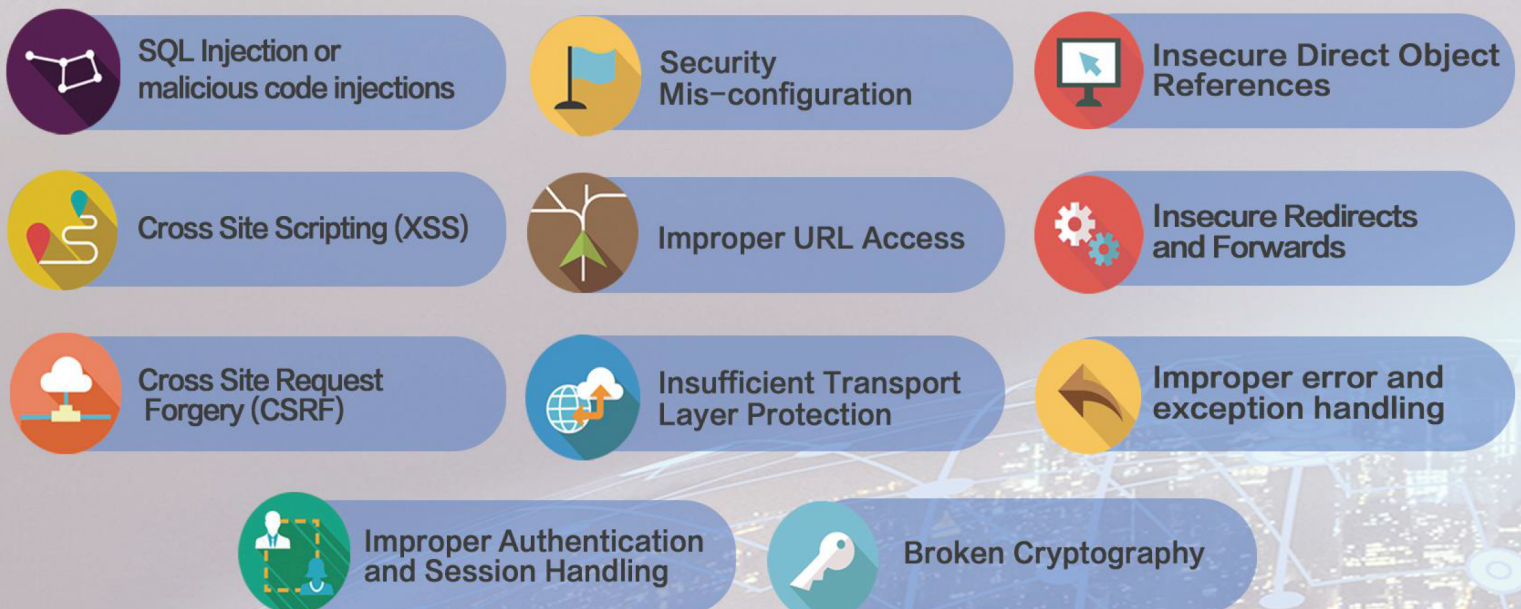 SQL Injection or
malicious code injections
Security
Mis-configuration
Insecure Direct Object
References
Cross Site Scripting (XSS)
Improper URL Access
Insecure Redirects
and Forwards
Cross Site Request
Forgery (CSRF)
Insufficient Transport
Layer Protection
Improper error and
exception handling
Improper Authentication
and Session Handling
Broken Cryptography